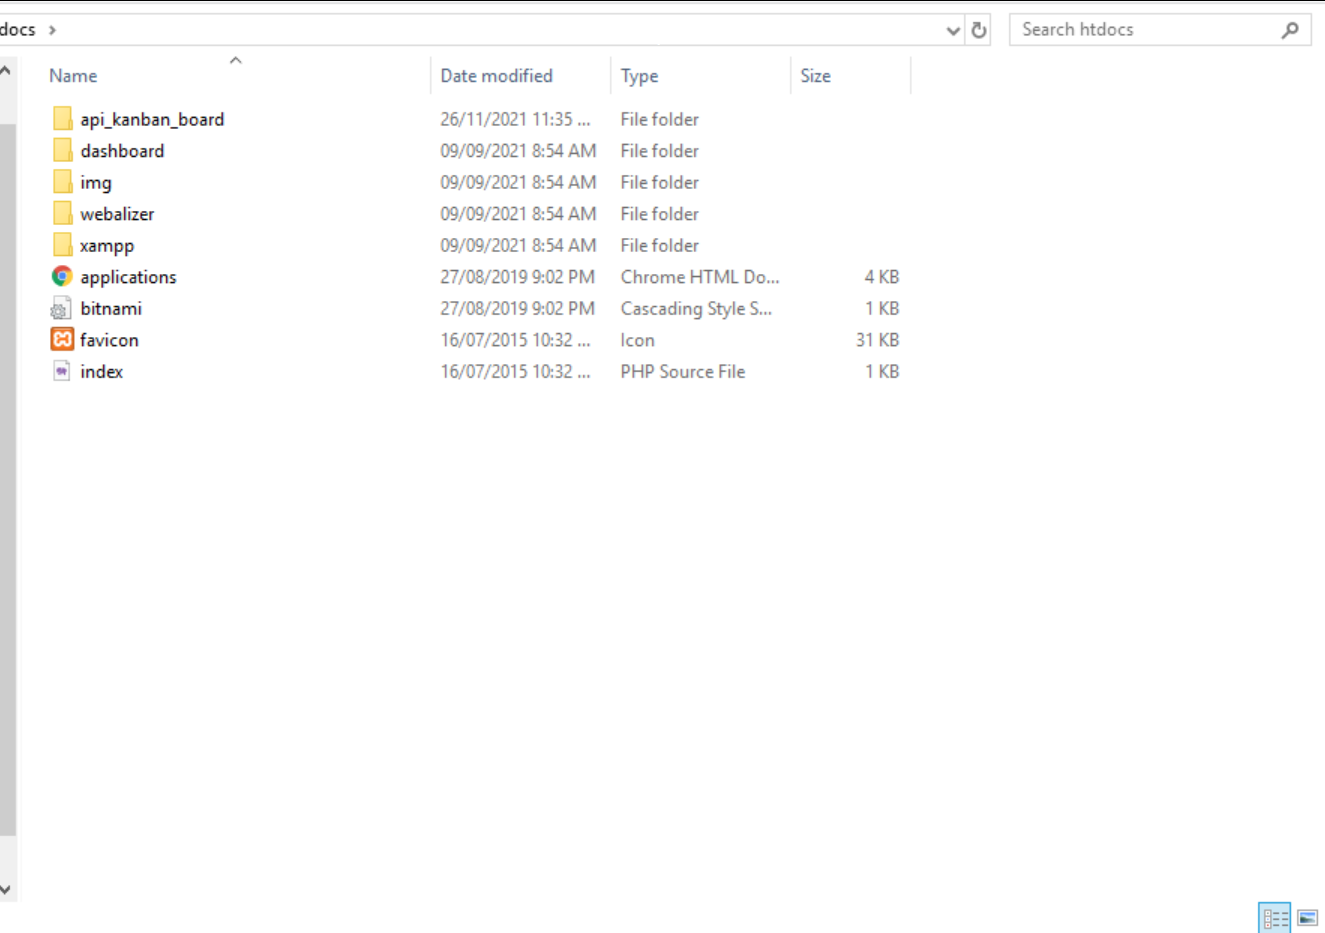 docs
Search htdocs
Name Date modified Type Size
api_kanban_board 26/11/2021 11:35 ... File folder
dashboard 09/09/2021 8:54 AM File folder
img 09/09/2021 8:54 AM File folder
webalizer 09/09/2021 8:54 AM File folder
xampp 09/09/2021 8:54 AM File folder
applications 27/08/2019 9:02 PM Chrome HTML Do... 4 KB
bitnami 27/08/2019 9:02 PM Cascading Style S... 1 KB
favicon 16/07/2015 10:32 ... Icon 31 KB
index 16/07/2015 10:32 ... PHP Source File 1 KB